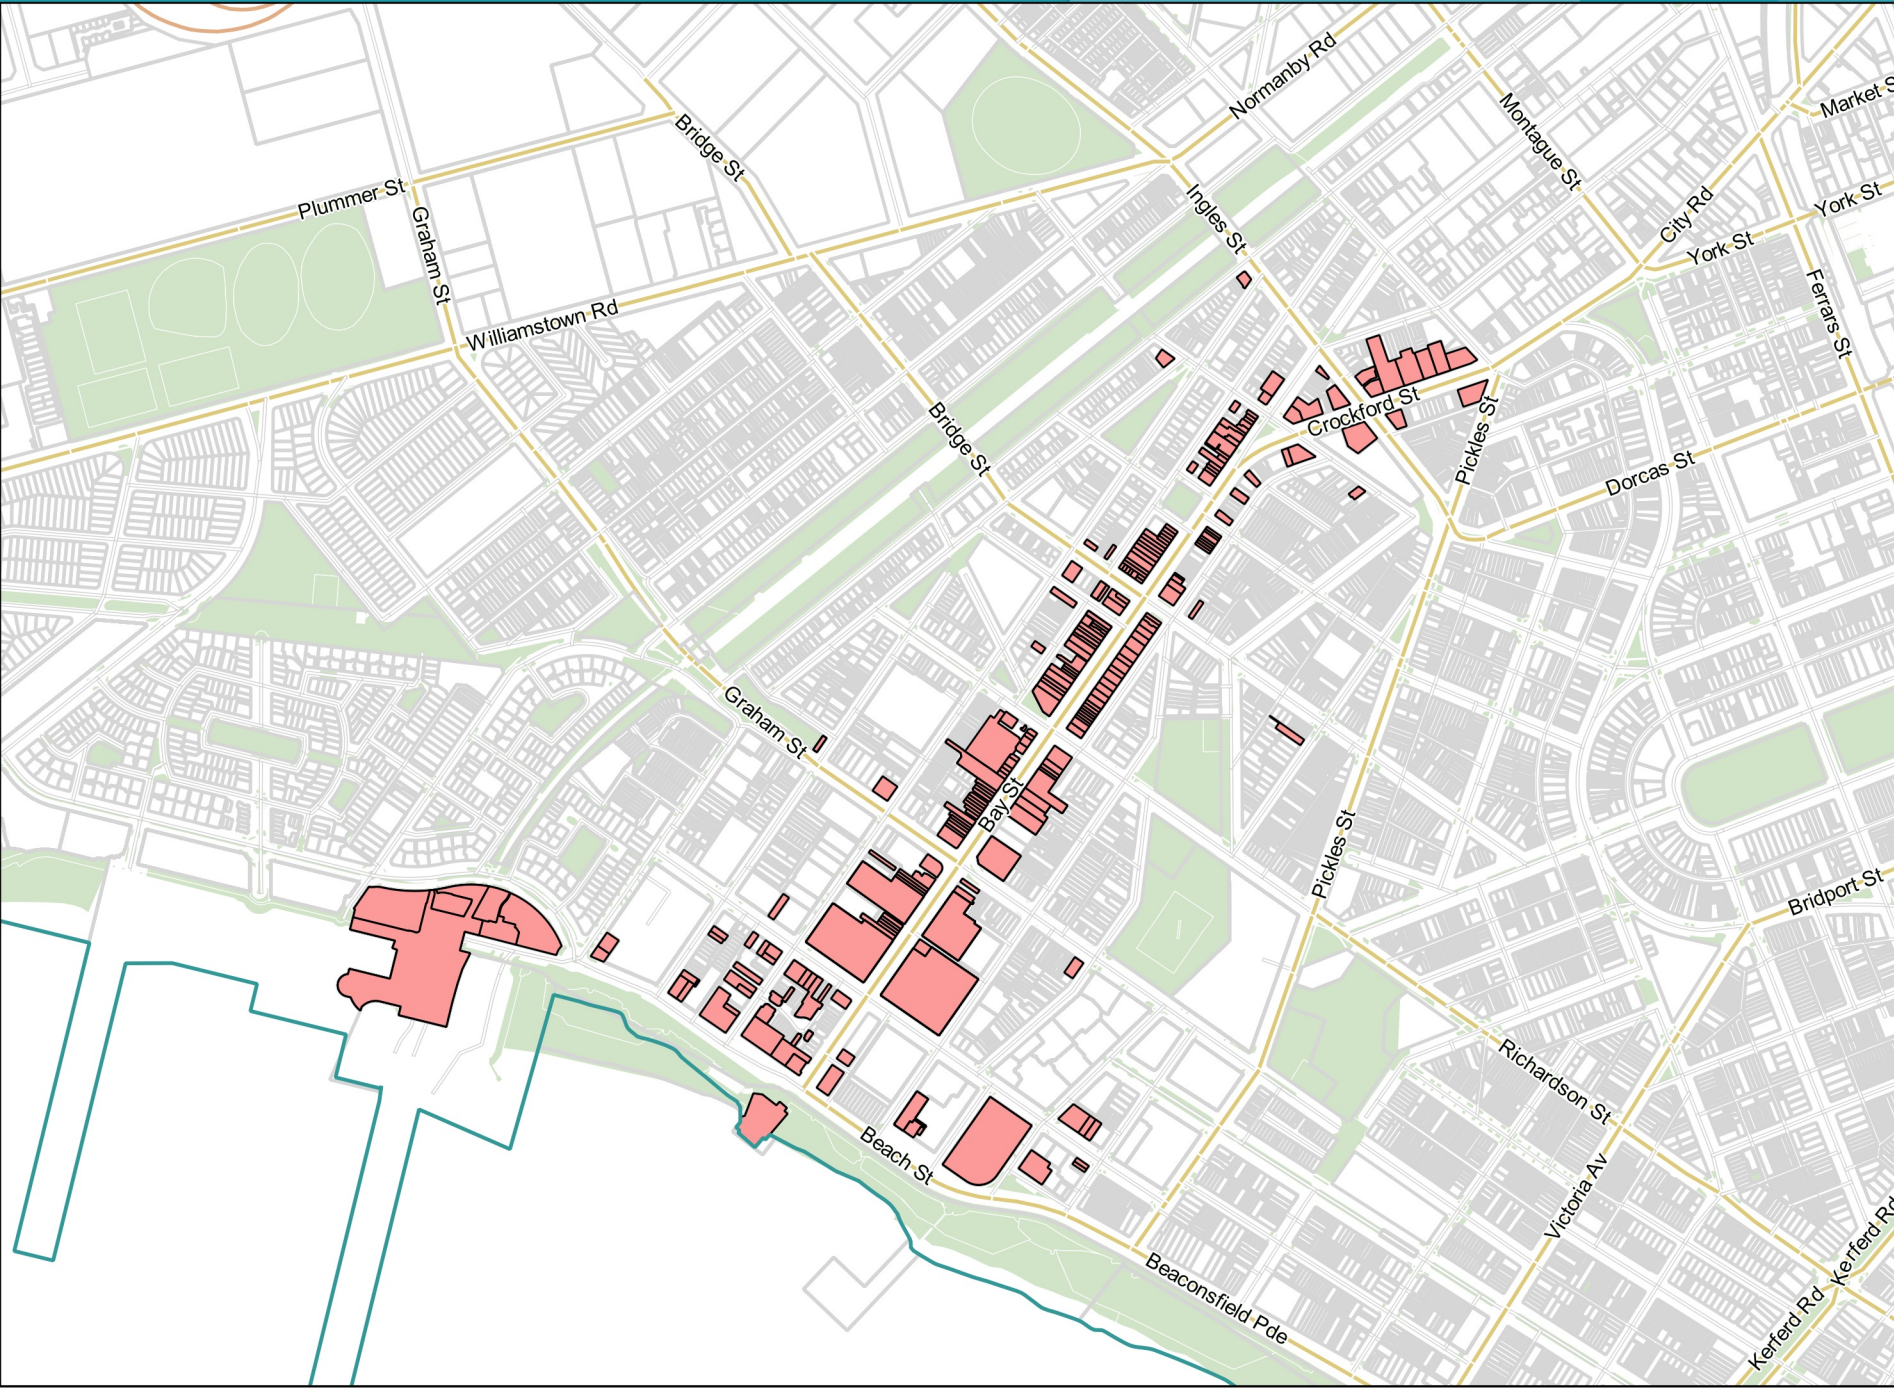 Normanby Rd
Market S
Montague St
Bridge St
Plummer St
York St
City Rd
Ingles St
Graham St
York St
Ferrars St
Williamstown Rd
Crockford St
Bridge St
Pickles St
Dorcas St
Graham St
Bay St
Pickles St
Bridport St
Richardson St
Beach St
Victoria Av
Kerferd Rd
Beaconsfield Pde
Kerferd Rd